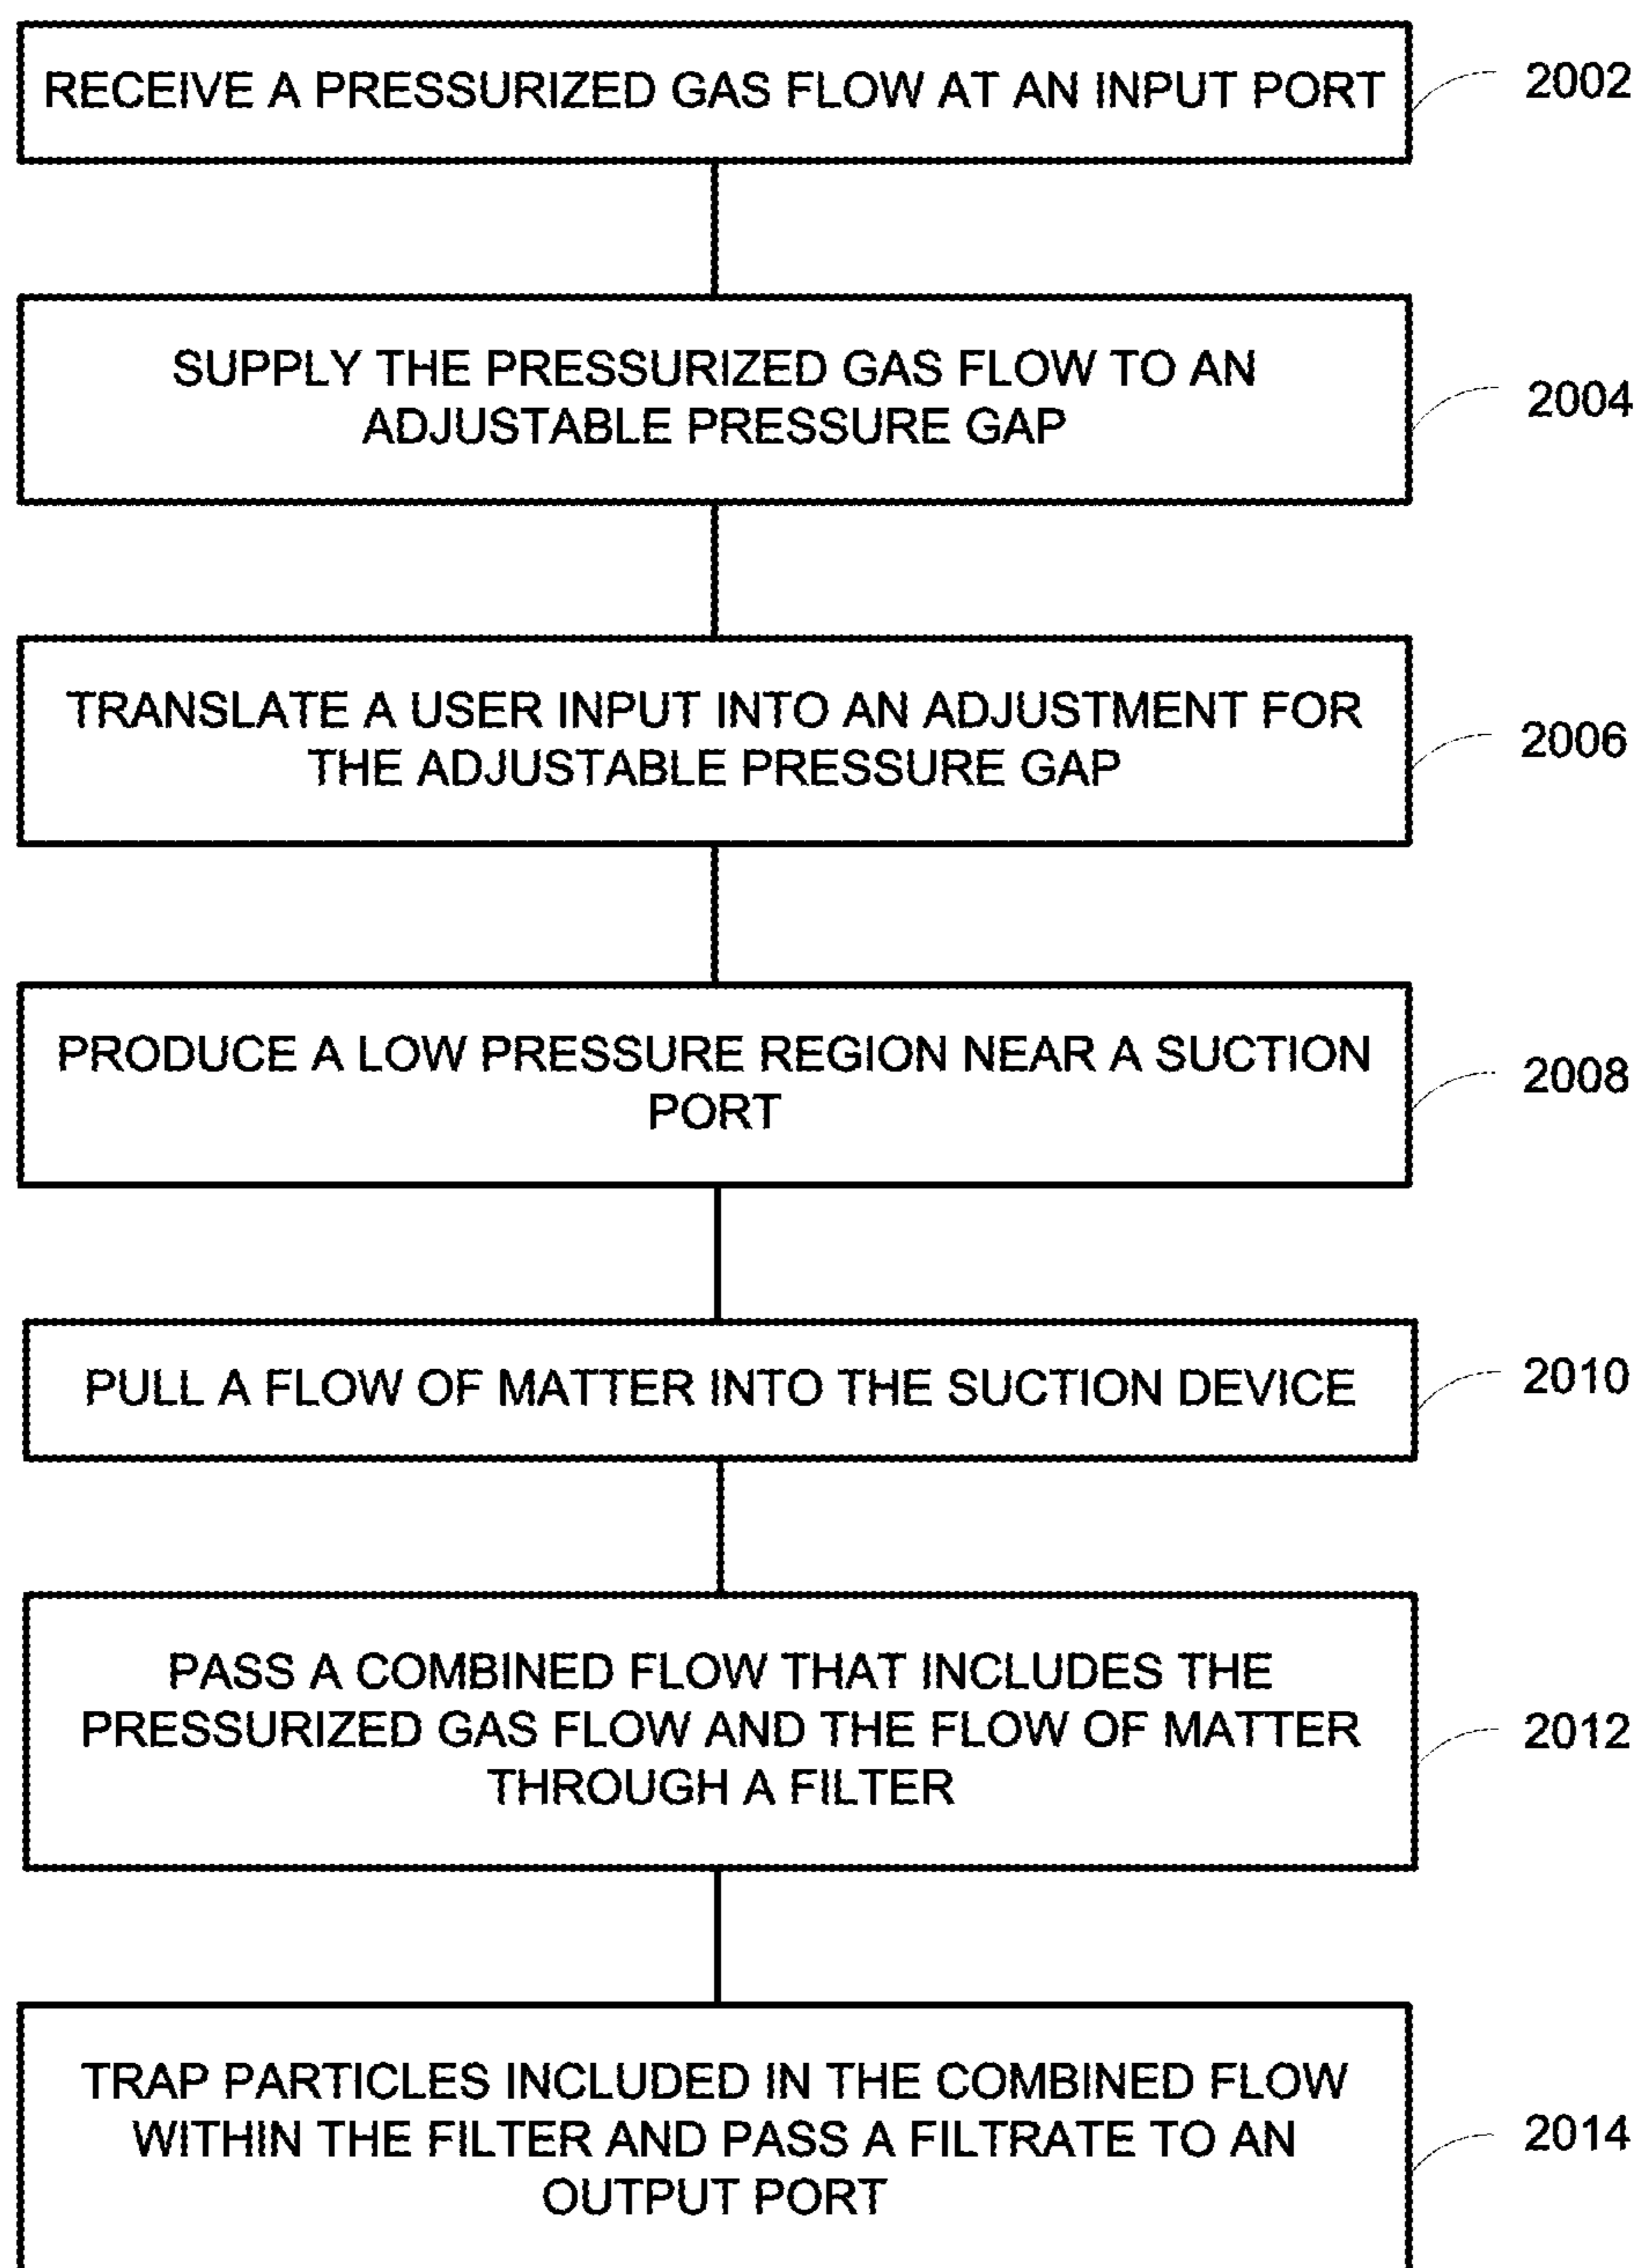 RECEIVE A PRESSURIZED GAS FLOW AT AN INPUT PORT
2002
SUPPLY THE PRESSURIZED GAS FLOW TO AN
ADJUSTABLE PRESSURE GAP
2004
TRANSLATE A USER INPUT INTO AN ADJUSTMENT FOR
THE ADJUSTABLE PRESSURE GAP
2006
PRODUCE A LOW PRESSURE REGION NEAR A SUCTION
PORT
2008
PULL A FLOW OF MATTER INTO THE SUCTION DEVICE
2010
PASS A COMBINED FLOW THAT INCLUDES THE
PRESSURIZED GAS FLOW AND THE FLOW OF MATTER
THROUGH A FILTER
2012
TRAP PARTICLES INCLUDED IN THE COMBINED FLOW
WITHIN THE FILTER AND PASS A FILTRATE TO AN
OUTPUT PORT
2014